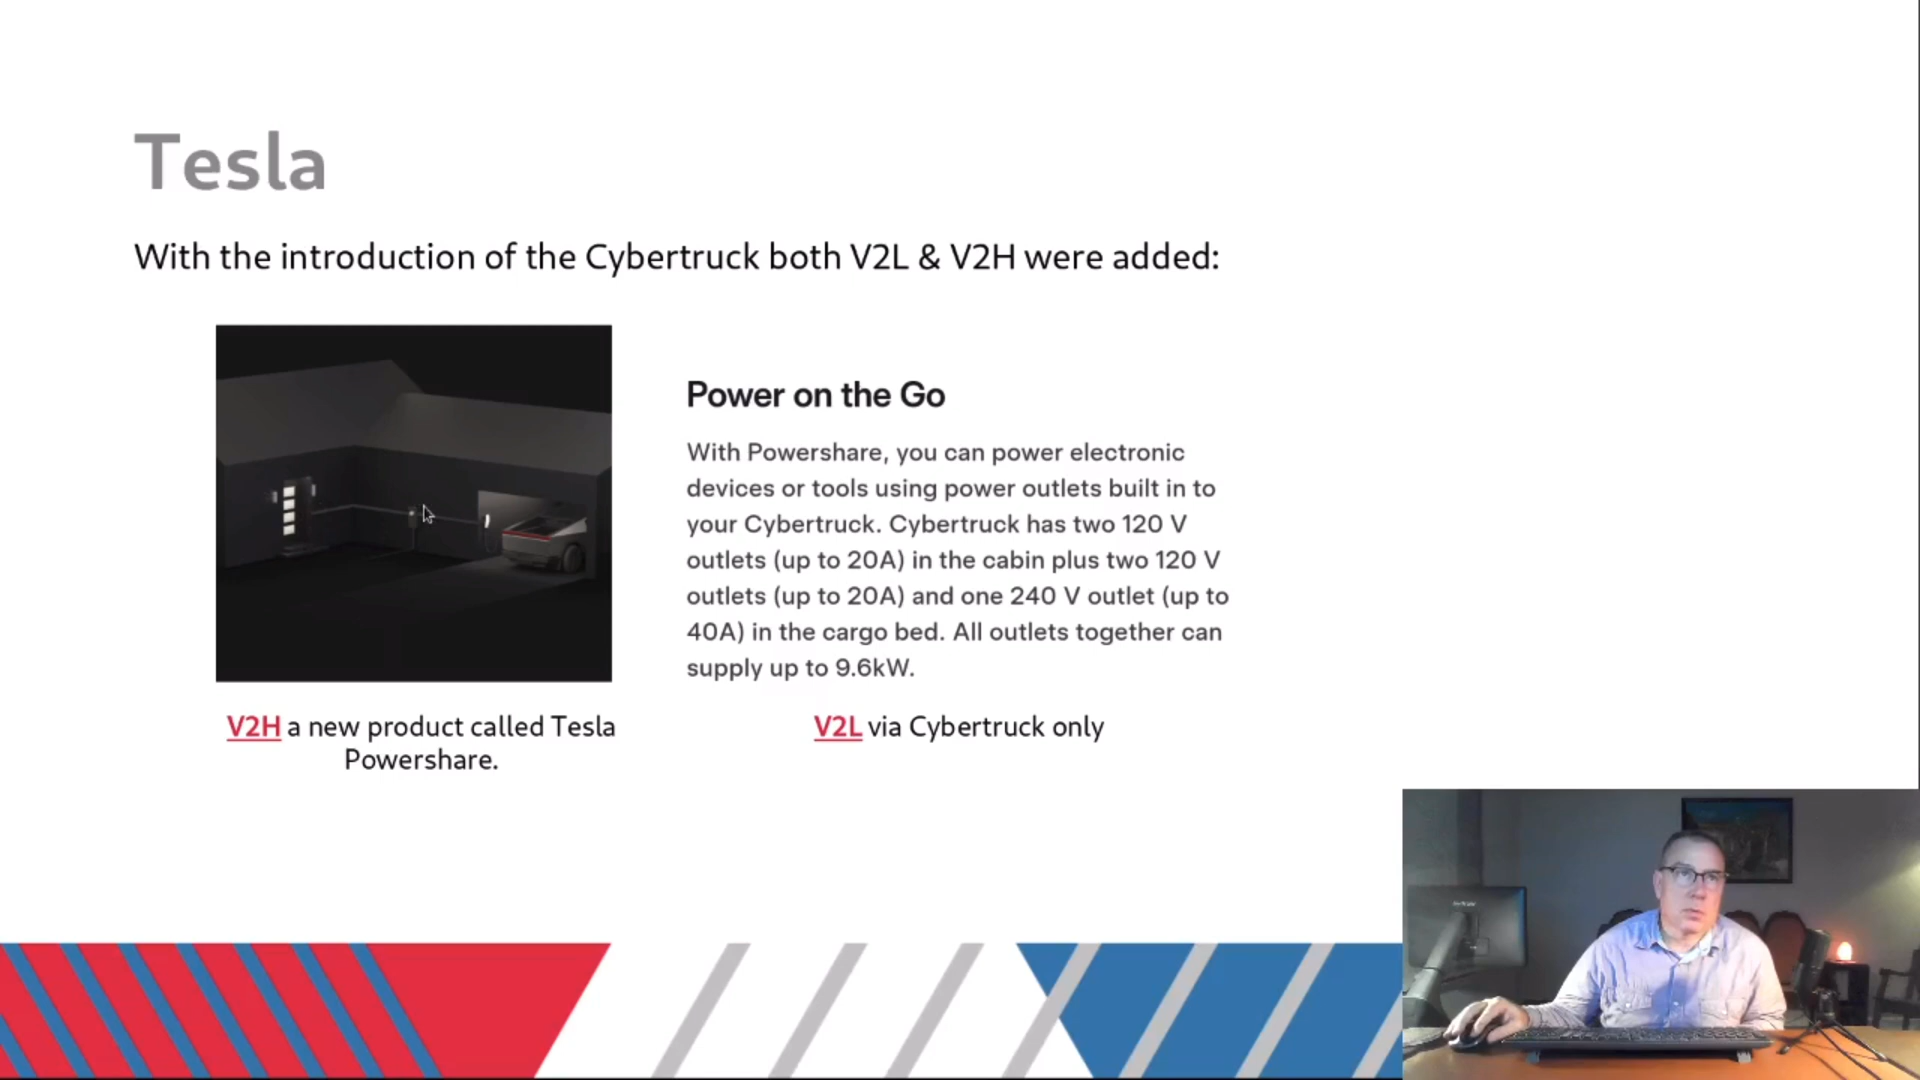 Tesla
With the introduction of the Cybertruck both V2L & V2H were added:
Power on the Go
With Powershare, you can power electronic
devices or tools using power outlets built in to
your Cybertruck. Cybertruck has two 120 V
outlets (up to 20A) in the cabin plus two 120 V
outlets (up to 20A) and one 240 V outlet (up to
40A) in the cargo bed. All outlets together can
supply up to 9.6kW.
V2H a new product called Tesla
Powershare.
V2L via Cybertruck only